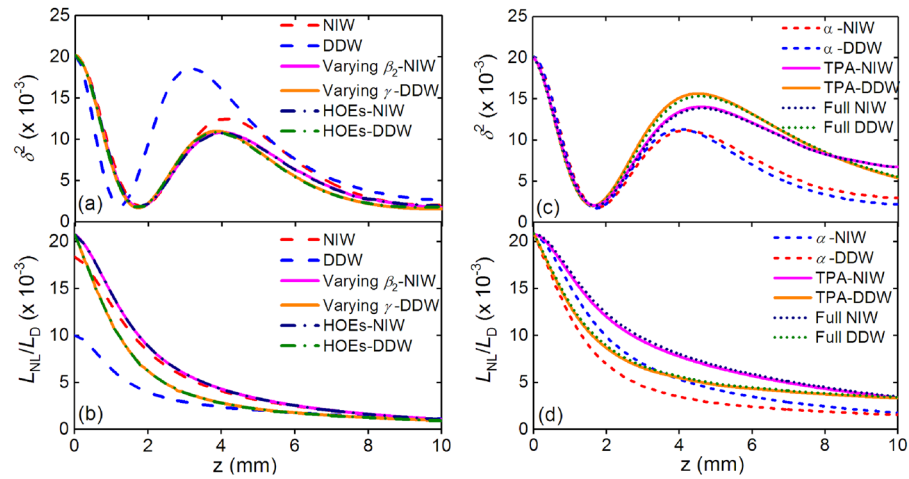 25
20
15
10
5
0
δ² (x 10⁻³)
NIW
DDW
Varying β₂-NIW
Varying γ-DDW
HOEs-NIW
HOEs-DDW
(a)
20
15
10
5
0
L_NL/L_D (x 10⁻³)
NIW
DDW
Varying β₂-NIW
Varying γ-DDW
HOEs-NIW
HOEs-DDW
(b)
0 2 4 6 8 10
z (mm)
25
20
15
10
5
0
δ² (x 10⁻³)
α -NIW
α -DDW
TPA-NIW
TPA-DDW
Full NIW
Full DDW
(c)
20
15
10
5
0
L_NL/L_D (x 10⁻³)
α -NIW
α -DDW
TPA-NIW
TPA-DDW
Full NIW
Full DDW
(d)
0 2 4 6 8 10
z (mm)